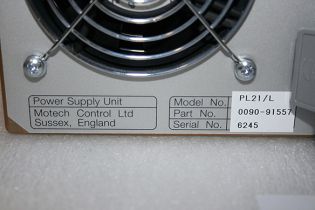 Power Supply Unit
Motech Control Ltd
Sussex, England
Model No. PL21/L
Part No. 0090-91557
Serial No. 6245